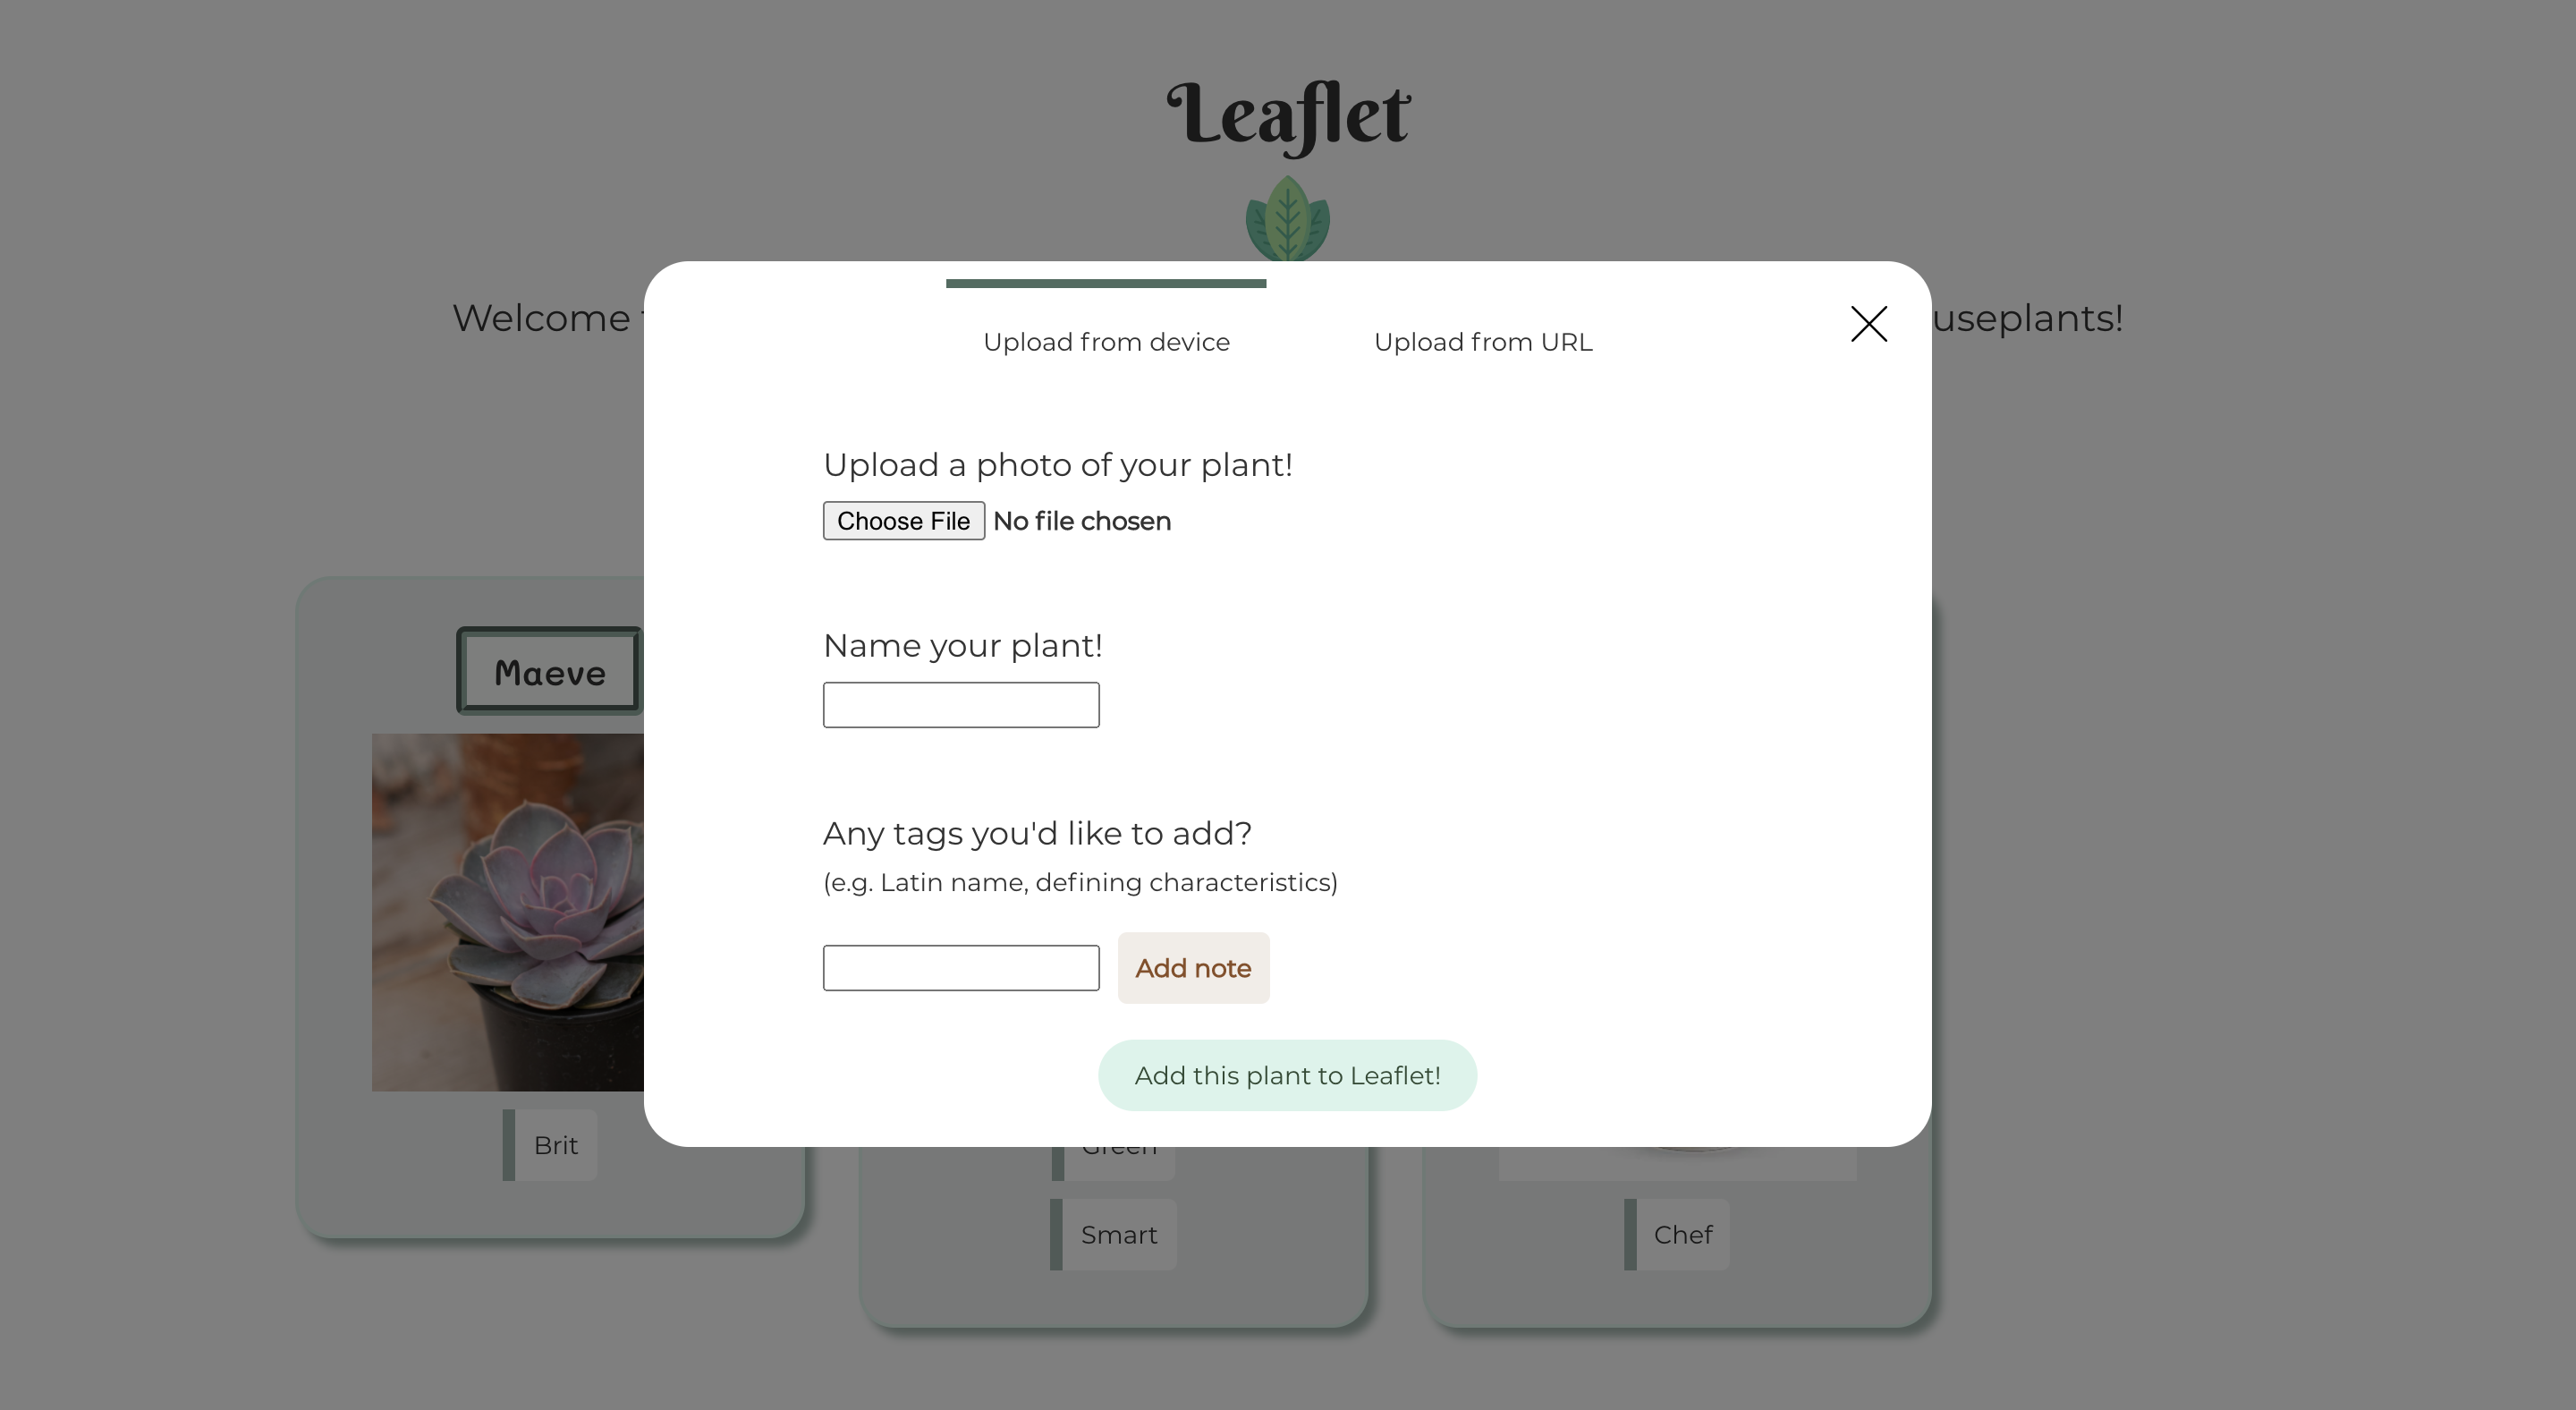 Leaflet
Welcome
useplants!
Upload from device
Upload from URL
Upload a photo of your plant!
Choose File No file chosen
Maeve
Name your plant!
Any tags you'd like to add?
(e.g. Latin name, defining characteristics)
Add note
Add this plant to Leaflet!
Brit
Green
Smart
Chef